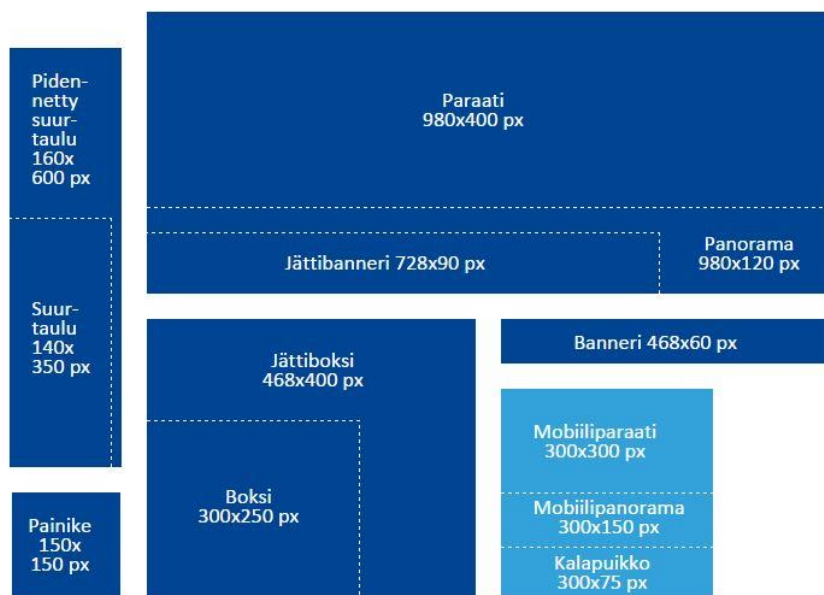 Piden-
netty
suur-
taulu
160x
600 px
Suur-
taulu
140x
350 px
Painike
150x
150 px
Paraati
980x400 px
Panorama
980x120 px
Jättibanneri 728x90 px
Jättiboksi
468x400 px
Boksi
300x250 px
Banneri 468x60 px
Mobiiliparaati
300x300 px
Mobiilipanorama
300x150 px
Kalapuikko
300x75 px